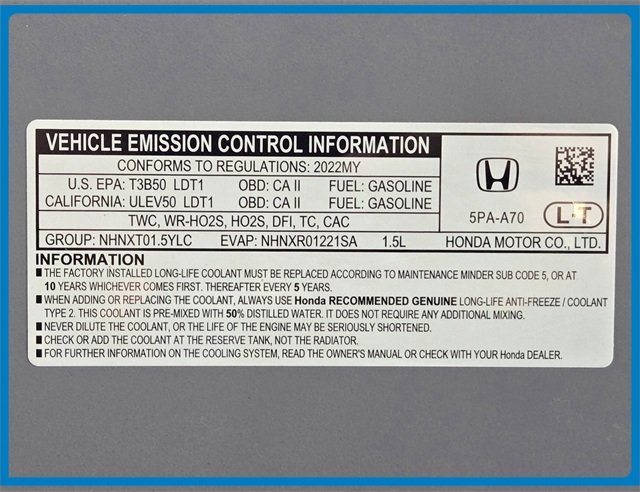 VEHICLE EMISSION CONTROL INFORMATION
CONFORMS TO REGULATIONS: 2022MY
U.S. EPA: T3B50 LDT1 OBD: CA II FUEL: GASOLINE
CALIFORNIA: ULEV50 LDT1 OBD: CA II FUEL: GASOLINE
TWC, WR-HO2S, HO2S, DFI, TC, CAC
GROUP: NHNXT01.5YLC EVAP: NHNXR01221SA 1.5L
5PA-A70 L-T
HONDA MOTOR CO., LTD.
INFORMATION
■ THE FACTORY INSTALLED LONG-LIFE COOLANT MUST BE REPLACED ACCORDING TO MAINTENANCE MINDER SUB CODE 5, OR AT
10 YEARS WHICHEVER COMES FIRST. THEREAFTER EVERY 5 YEARS.
■ WHEN ADDING OR REPLACING THE COOLANT, ALWAYS USE Honda RECOMMENDED GENUINE LONG-LIFE ANTI-FREEZE / COOLANT
TYPE 2. THIS COOLANT IS PRE-MIXED WITH 50% DISTILLED WATER. IT DOES NOT REQUIRE ANY ADDITIONAL MIXING.
■ NEVER DILUTE THE COOLANT, OR THE LIFE OF THE ENGINE MAY BE SERIOUSLY SHORTENED.
■ CHECK OR ADD THE COOLANT AT THE RESERVE TANK, NOT THE RADIATOR.
■ FOR FURTHER INFORMATION ON THE COOLING SYSTEM, READ THE OWNER'S MANUAL OR CHECK WITH YOUR Honda DEALER.